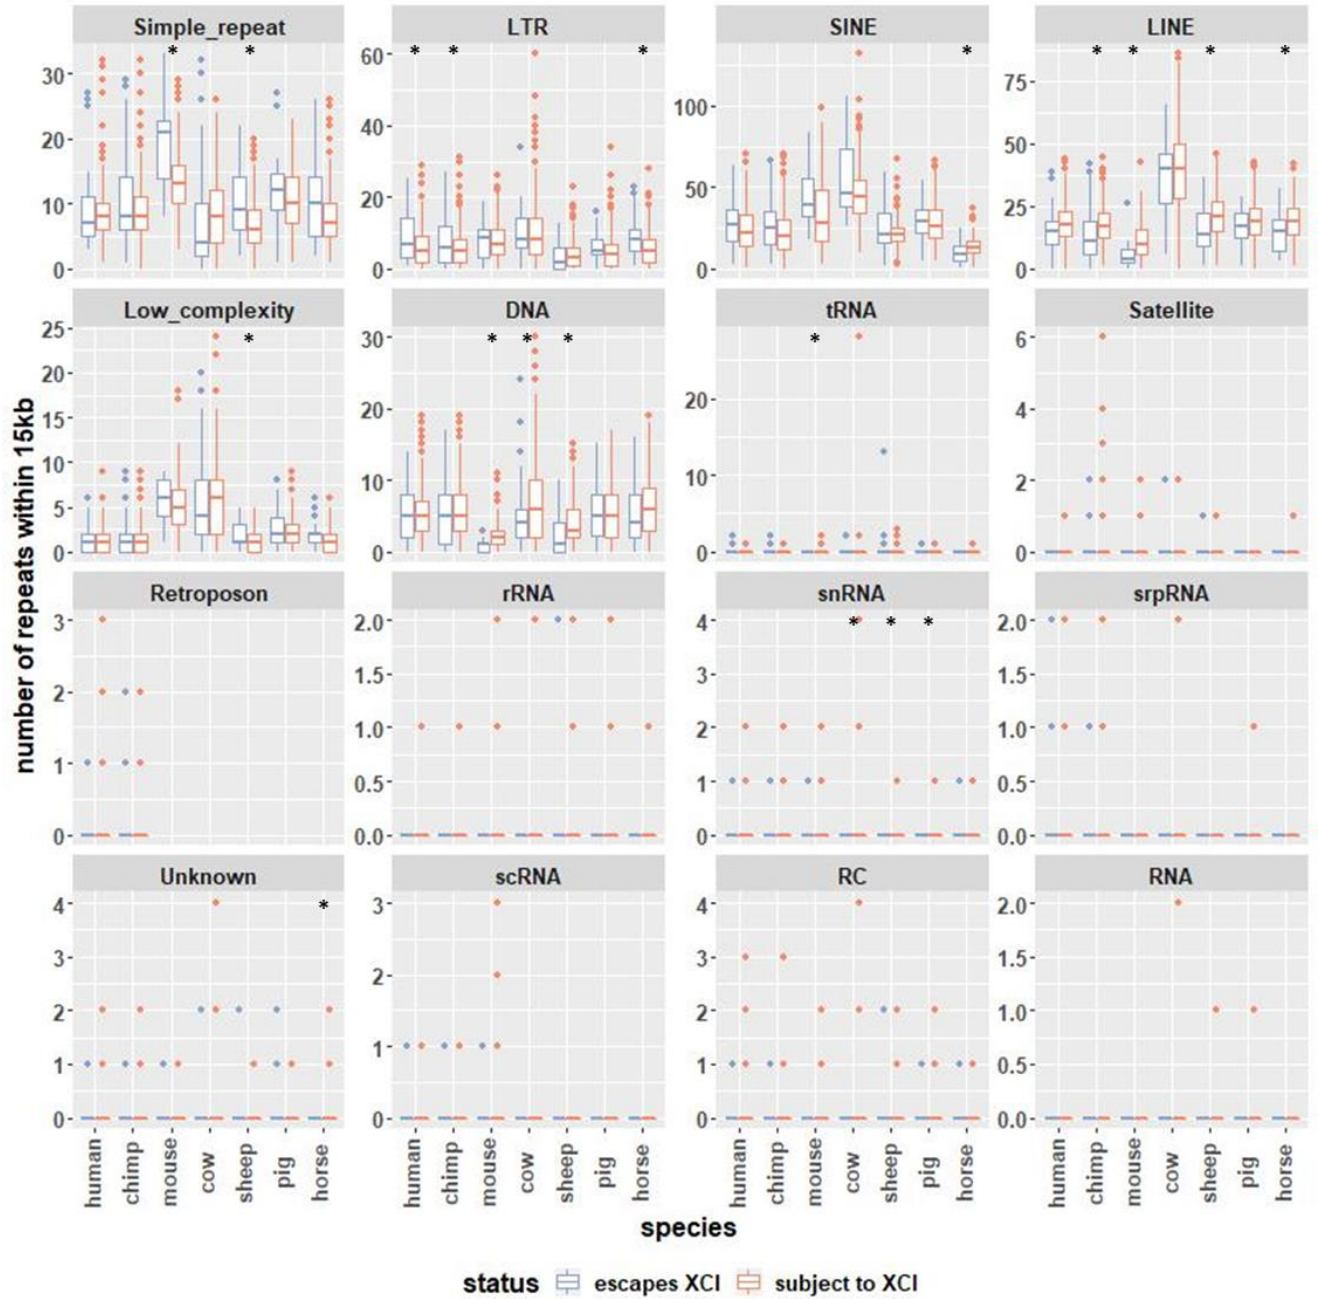 Simple_repeat LTR SINE LINE
* * * * * * * * * *
30 60 100 75
20 40 50
10 20 50 25
0 0 0 0
Low_complexity DNA tRNA Satellite
* * * * *
25 30 6
20 20 20 4
15
10 10 10 2
5
0 0 0 0
Retroposon rRNA snRNA srpRNA
* * *
3 2.0 4 2.0
2 1.5 3 1.5
1 1.0 2 1.0
0.5 1 0.5
0 0.0 0 0.0
Unknown scRNA RC RNA
*
4 3 4 2.0
3 2 3 1.5
2 2 1.0
1 1 1 0.5
0 0 0 0.0
human chimp mouse cow sheep pig horse human chimp mouse cow sheep pig horse human chimp mouse cow sheep pig horse human chimp mouse cow sheep pig horse
number of repeats within 15kb
species
status escapes XCI subject to XCI